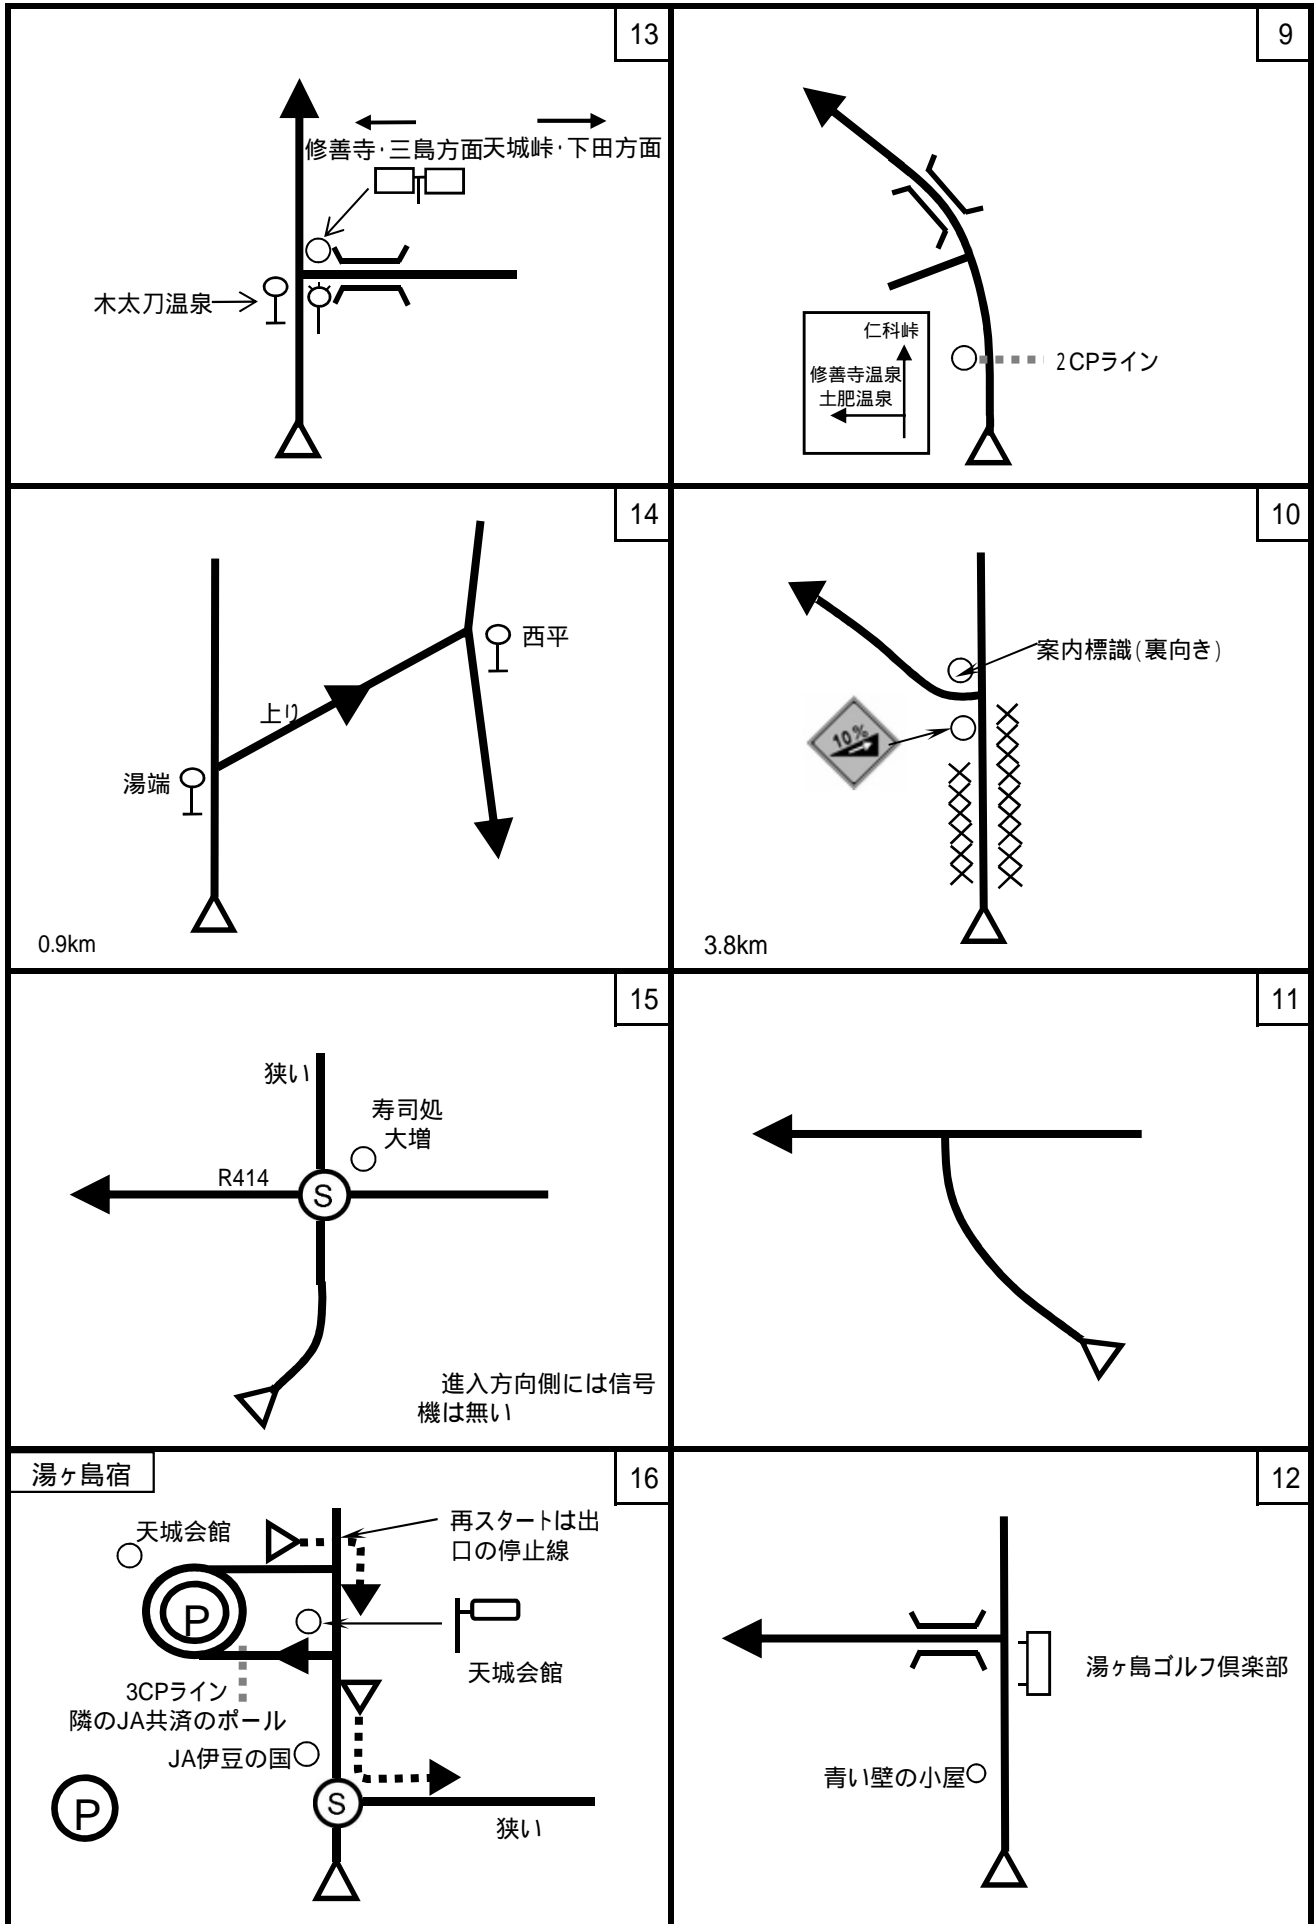 13
修善寺･三島方面天城峠･下田方面
木太刀温泉
9
仁科峠
修善寺温泉
土肥温泉
2CPライン
14
西平
上り
湯端
0.9km
10
案内標識(裏向き)
10%
3.8km
15
狭い
寿司処
大増
R414
S
進入方向側には信号
機は無い
11
湯ヶ島宿
16
天城会館
再スタートは出
口の停止線
P
天城会館
3CPライン
隣のJA共済のポール
JA伊豆の国
P
S
狭い
12
湯ヶ島ゴルフ倶楽部
青い壁の小屋